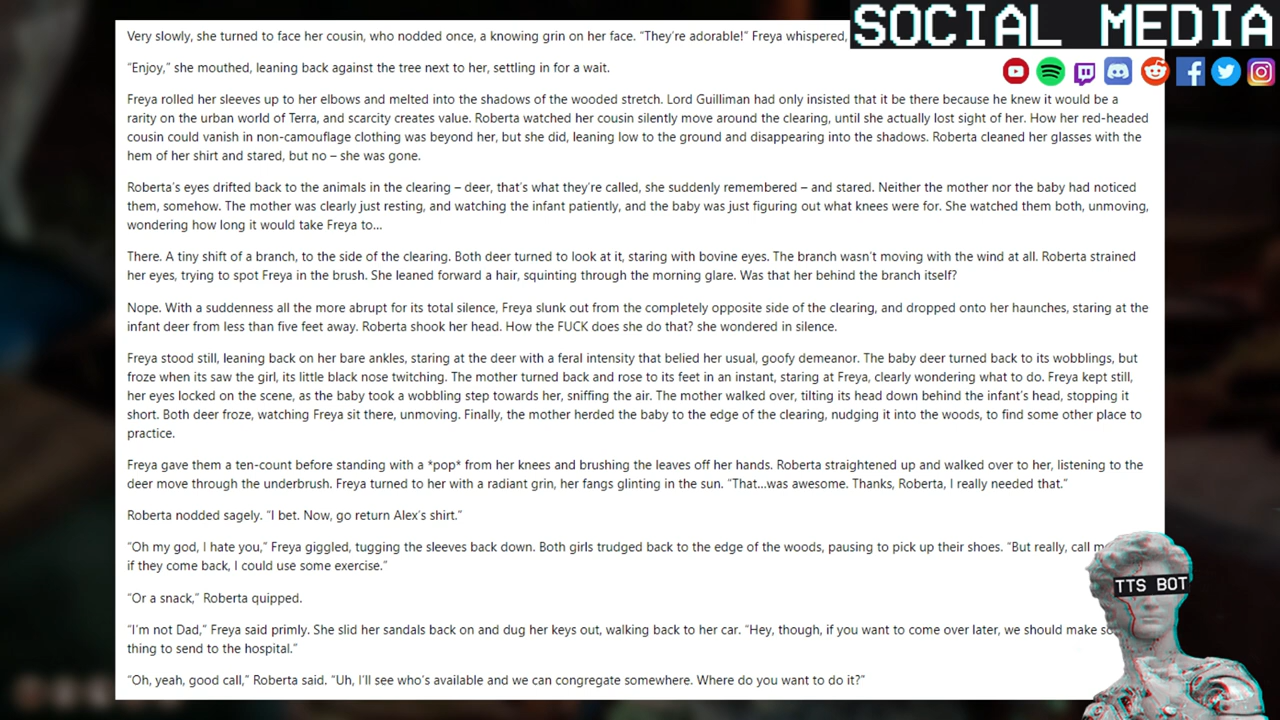 SOCIAL MEDIA
Very slowly, she turned to face her cousin, who nodded once, a knowing grin on her face. “They’re adorable!” Freya whispered,
“Enjoy,” she mouthed, leaning back against the tree next to her, settling in for a wait.
Freya rolled her sleeves up to her elbows and melted into the shadows of the wooded stretch. Lord Guilliman had only insisted that it be there because he knew it would be a
rarity on the urban world of Terra, and scarcity creates value. Roberta watched her cousin silently move around the clearing, until she actually lost sight of her. How her red-headed
cousin could vanish in non-camouflage clothing was beyond her, but she did, leaning low to the ground and disappearing into the shadows. Roberta cleaned her glasses with the
hem of her shirt and stared, but no – she was gone.
Roberta’s eyes drifted back to the animals in the clearing – deer, that’s what they’re called, she suddenly remembered – and stared. Neither the mother nor the baby had noticed
them, somehow. The mother was clearly just resting, and watching the infant patiently, and the baby was just figuring out what knees were for. She watched them both, unmoving,
wondering how long it would take Freya to…
There. A tiny shift of a branch, to the side of the clearing. Both deer turned to look at it, staring with bovine eyes. The branch wasn’t moving with the wind at all. Roberta strained
her eyes, trying to spot Freya in the brush. She leaned forward a hair, squinting through the morning glare. Was that her behind the branch itself?
Nope. With a suddenness all the more abrupt for its total silence, Freya slunk out from the completely opposite side of the clearing, and dropped onto her haunches, staring at the
infant deer from less than five feet away. Roberta shook her head. How the FUCK does she do that? she wondered in silence.
Freya stood still, leaning back on her bare ankles, staring at the deer with a feral intensity that belied her usual, goofy demeanor. The baby deer turned back to its wobblings, but
froze when its saw the girl, its little black nose twitching. The mother turned back and rose to its feet in an instant, staring at Freya, clearly wondering what to do. Freya kept still,
her eyes locked on the scene, as the baby took a wobbling step towards her, sniffing the air. The mother walked over, tilting its head down behind the infant’s head, stopping it
short. Both deer froze, watching Freya sit there, unmoving. Finally, the mother herded the baby to the edge of the clearing, nudging it into the woods, to find some other place to
practice.
Freya gave them a ten-count before standing with a *pop* from her knees and brushing the leaves off her hands. Roberta straightened up and walked over to her, listening to the
deer move through the underbrush. Freya turned to her with a radiant grin, her fangs glinting in the sun. “That…was awesome. Thanks, Roberta, I really needed that.”
Roberta nodded sagely. “I bet. Now, go return Alex’s shirt.”
“Oh my god, I hate you,” Freya giggled, tugging the sleeves back down. Both girls trudged back to the edge of the woods, pausing to pick up their shoes. “But really, call
if they come back, I could use some exercise.”
“Or a snack,” Roberta quipped.
“I’m not Dad,” Freya said primly. She slid her sandals back on and dug her keys out, walking back to her car. “Hey, though, if you want to come over later, we should make
thing to send to the hospital.”
“Oh, yeah, good call,” Roberta said. “Uh, I’ll see who’s available and we can congregate somewhere. Where do you want to do it?”
TTS BOT